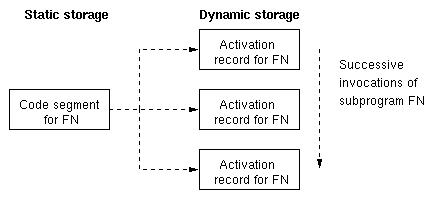 Static storage
Dynamic storage
Activation
record for FN
Code segment
for FN
Activation
record for FN
Activation
record for FN
Successive
invocations of
subprogram FN